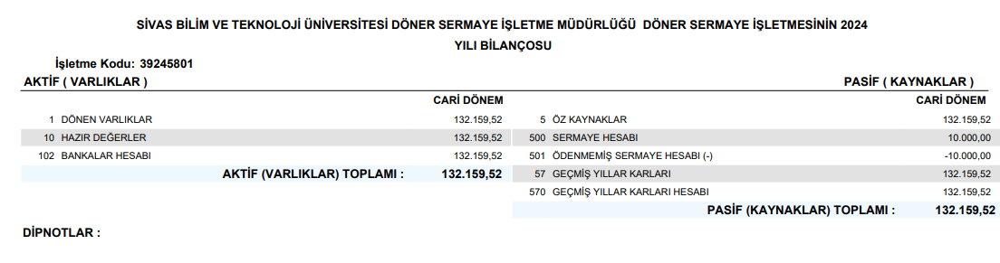 SİVAS BİLİM VE TEKNOLOJİ ÜNİVERSİTESİ DÖNER SERMAYE İŞLETME MÜDÜRLÜĞÜ DÖNER SERMAYE İŞLETMESİNİN 2024
YILI BİLANÇOSU
İşletme Kodu: 39245801
AKTİF ( VARLIKLAR ) PASİF ( KAYNAKLAR )
CARİ DÖNEM CARİ DÖNEM
1 DÖNEN VARLIKLAR 132.159,52 5 ÖZ KAYNAKLAR 132.159,52
10 HAZIR DEĞERLER 132.159,52 500 SERMAYE HESABI 10.000,00
102 BANKALAR HESABI 132.159,52 501 ÖDENMEMİŞ SERMAYE HESABI (-) -10.000,00
AKTİF (VARLIKLAR) TOPLAMI : 132.159,52 57 GEÇMİŞ YILLAR KARLARI 132.159,52
570 GEÇMİŞ YILLAR KARLARI HESABI 132.159,52
PASİF (KAYNAKLAR) TOPLAMI : 132.159,52
DİPNOTLAR :